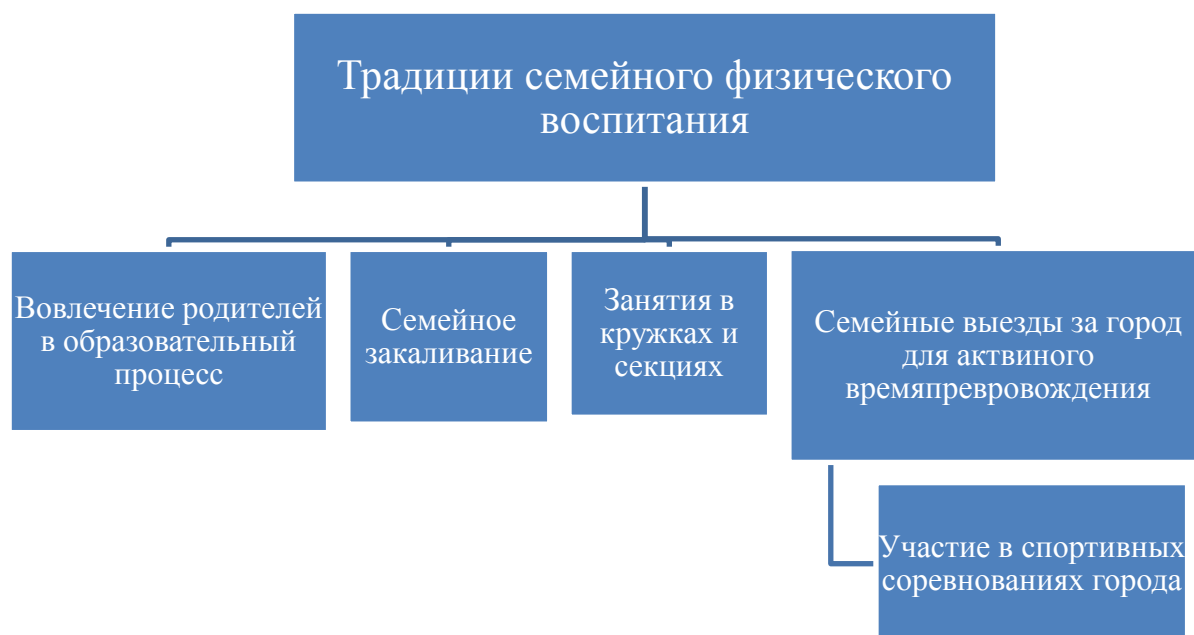 Традиции семейного физического
воспитания
Вовлечение родителей
в образовательный
процесс
Семейное
закаливание
Занятия в
кружках и
секциях
Семейные выезды за город
для актвиного
времяпревровождения
Участие в спортивных
соревнованиях города